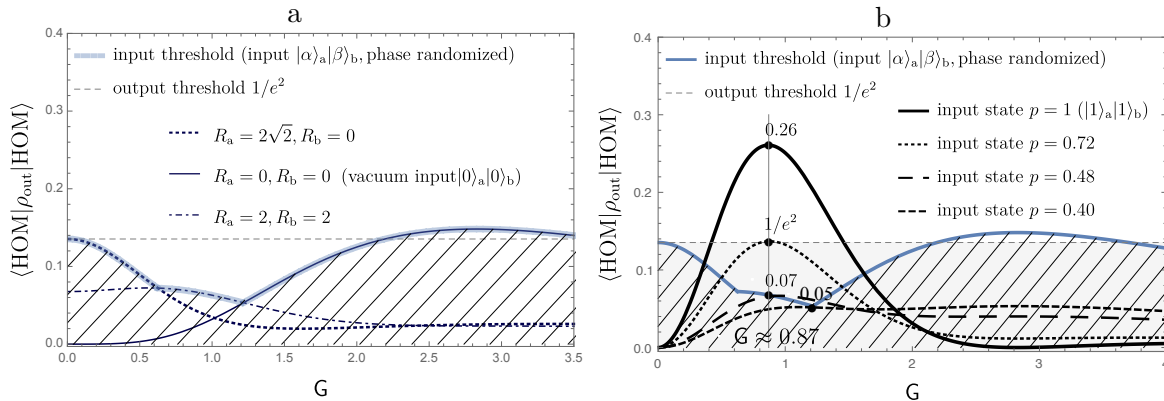 a
0.4
0.3
0.2
0.1
0.0
0.0
0.5
1.0
1.5
2.0
2.5
3.0
3.5
G
⟨HOM|ρout|HOM⟩
input threshold (input |α⟩a|β⟩b, phase randomized)
output threshold 1/e²
Ra = 2√2, Rb = 0
Ra = 0, Rb = 0 (vacuum input|0⟩a|0⟩b)
Ra = 2, Rb = 2
b
0.4
0.3
0.2
0.1
0.0
0
1
2
3
4
G
⟨HOM|ρout|HOM⟩
input threshold (input |α⟩a|β⟩b, phase randomized)
output threshold 1/e²
input state p = 1 (|1⟩a|1⟩b)
input state p = 0.72
input state p = 0.48
input state p = 0.40
0.26
1/e²
0.07
0.05
G ≈ 0.87